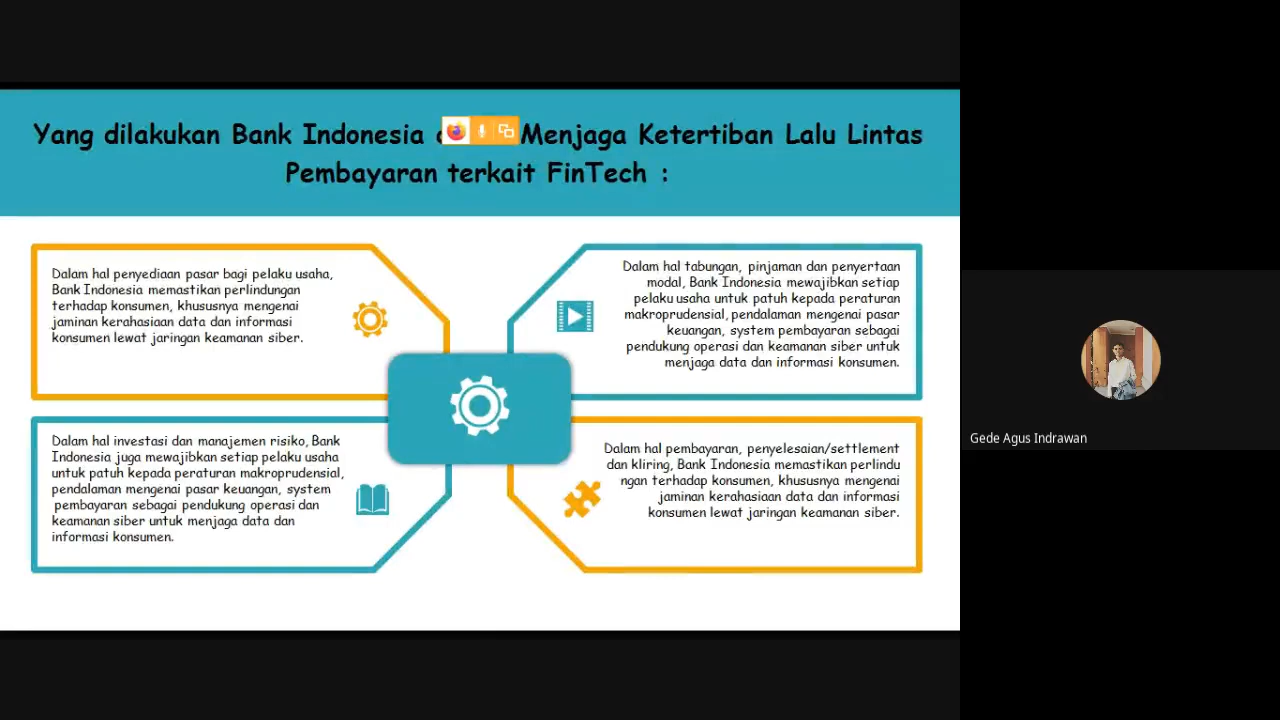 Yang dilakukan Bank Indonesia Menjaga Ketertiban Lalu Lintas
Pembayaran terkait FinTech :
Dalam hal penyediaan pasar bagi pelaku usaha,
Bank Indonesia memastikan perlindungan
terhadap konsumen, khususnya mengenai
jaminan kerahasiaan data dan informasi
konsumen lewat jaringan keamanan siber.
Dalam hal tabungan, pinjaman dan penyertaan
modal, Bank Indonesia mewajibkan setiap
pelaku usaha untuk patuh kepada peraturan
makroprudensial, pendalaman mengenai pasar
keuangan, system pembayaran sebagai
pendukung operasi dan keamanan siber untuk
menjaga data dan informasi konsumen.
Dalam hal investasi dan manajemen risiko, Bank
Indonesia juga mewajibkan setiap pelaku usaha
untuk patuh kepada peraturan makroprudensial,
pendalaman mengenai pasar keuangan, system
pembayaran sebagai pendukung operasi dan
keamanan siber untuk menjaga data dan
informasi konsumen.
Dalam hal pembayaran, penyelesaian/settlement
dan kliring, Bank Indonesia memastikan perlindu
ngan terhadap konsumen, khususnya mengenai
jaminan kerahasiaan data dan informasi
konsumen lewat jaringan keamanan siber.
Gede Agus Indrawan